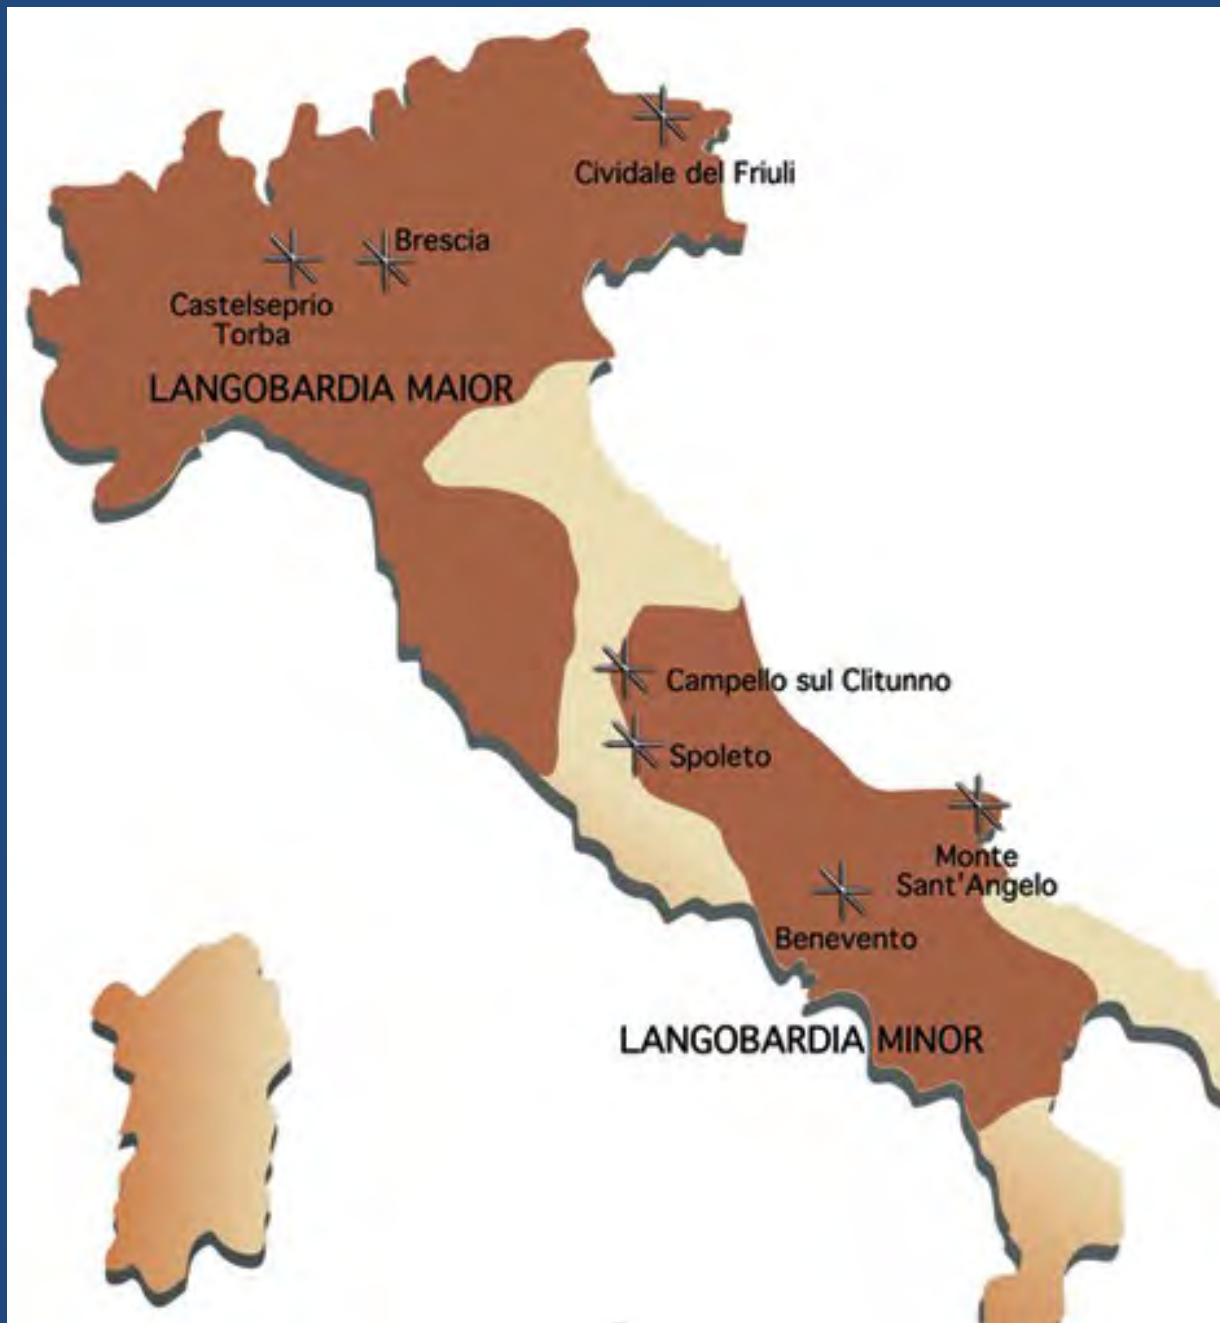 Cividale del Friuli
Brescia
Castelseprio
Torba
LANGOBARDIA MAIOR
Campello sul Clitunno
Spoleto
Monte
Sant'Angelo
Benevento
LANGOBARDIA MINOR